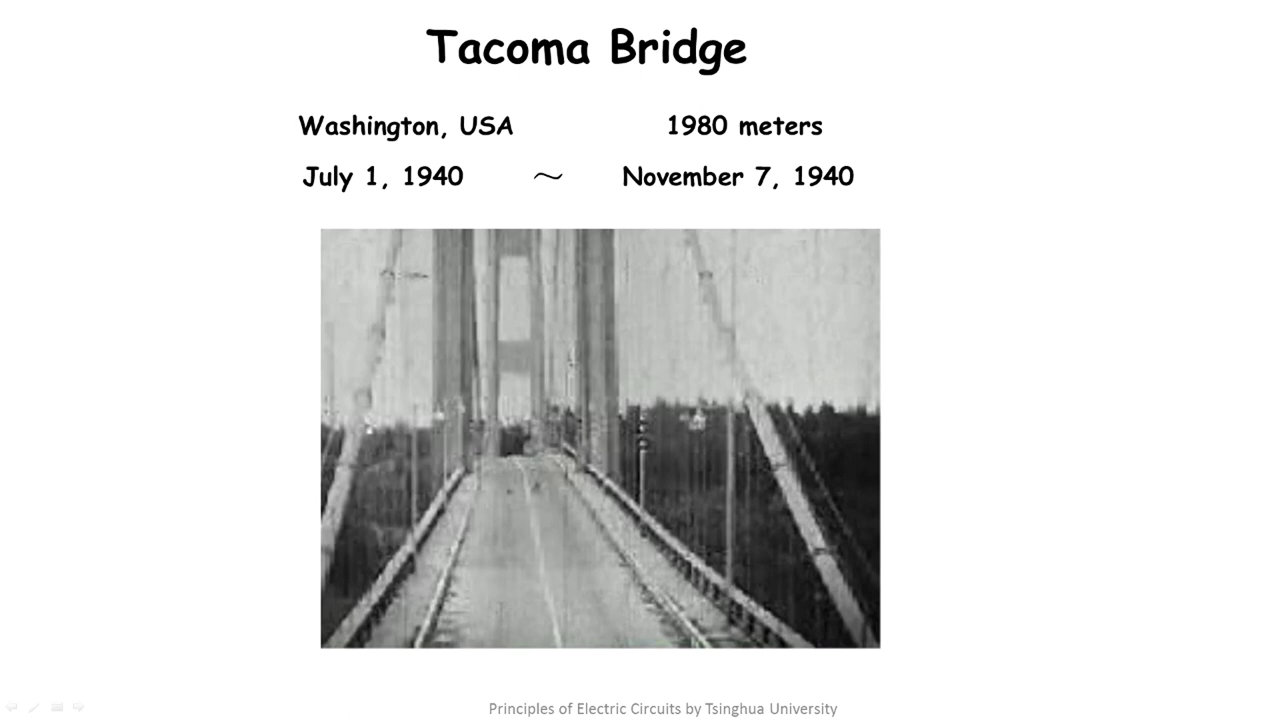 Tacoma Bridge
Washington, USA 1980 meters
July 1, 1940 ~ November 7, 1940
Principles of Electric Circuits by Tsinghua University